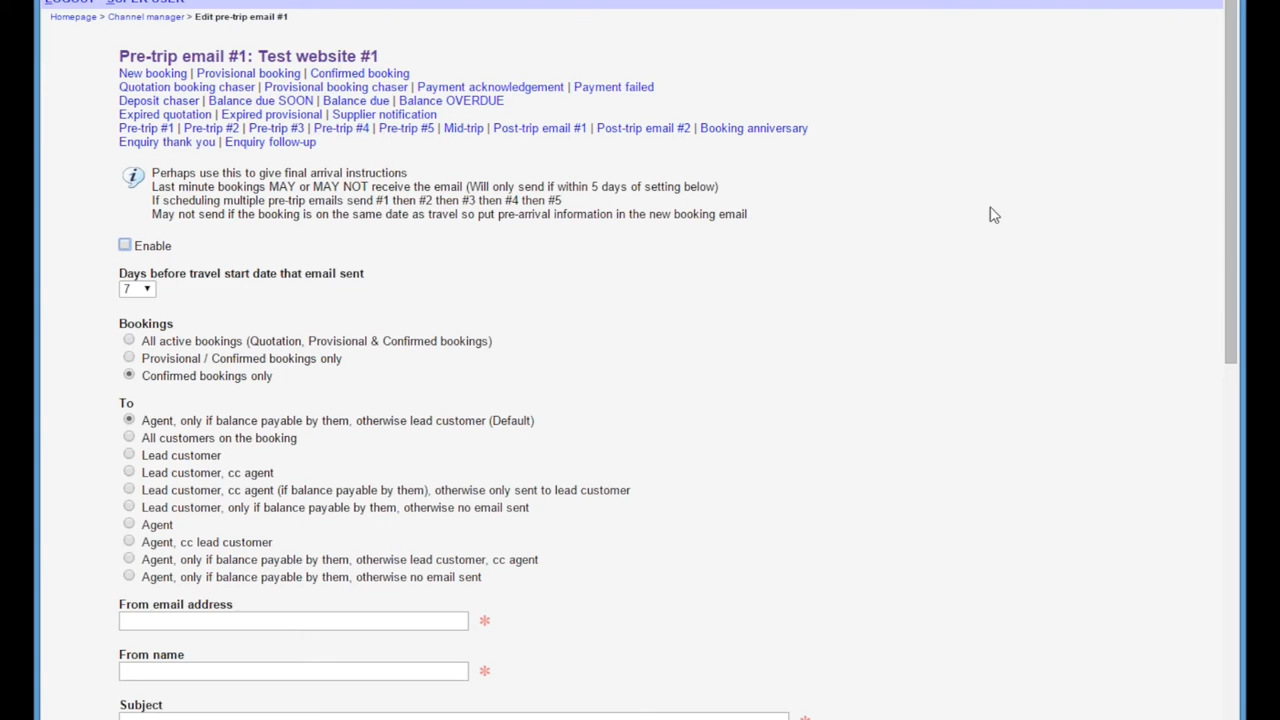 LOGOUT SUPER USER
Homepage > Channel manager > Edit pre-trip email #1
Pre-trip email #1: Test website #1
New booking | Provisional booking | Confirmed booking
Quotation booking chaser | Provisional booking chaser | Payment acknowledgement | Payment failed
Deposit chaser | Balance due SOON | Balance due | Balance OVERDUE
Expired quotation | Expired provisional | Supplier notification
Pre-trip #1 | Pre-trip #2 | Pre-trip #3 | Pre-trip #4 | Pre-trip #5 | Mid-trip | Post-trip email #1 | Post-trip email #2 | Booking anniversary
Enquiry thank you | Enquiry follow-up
Perhaps use this to give final arrival instructions
Last minute bookings MAY or MAY NOT receive the email (Will only send if within 5 days of setting below)
If scheduling multiple pre-trip emails send #1 then #2 then #3 then #4 then #5
May not send if the booking is on the same date as travel so put pre-arrival information in the new booking email
Enable
Days before travel start date that email sent
7
Bookings
All active bookings (Quotation, Provisional & Confirmed bookings)
Provisional / Confirmed bookings only
Confirmed bookings only
To
Agent, only if balance payable by them, otherwise lead customer (Default)
All customers on the booking
Lead customer
Lead customer, cc agent
Lead customer, cc agent (if balance payable by them), otherwise only sent to lead customer
Lead customer, only if balance payable by them, otherwise no email sent
Agent
Agent, cc lead customer
Agent, only if balance payable by them, otherwise lead customer, cc agent
Agent, only if balance payable by them, otherwise no email sent
From email address
From name
Subject